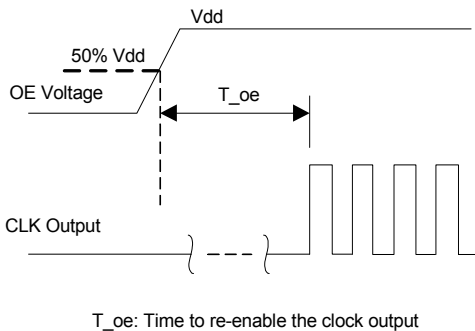 Vdd
50% Vdd
OE Voltage
T_oe
CLK Output
T_oe: Time to re-enable the clock output